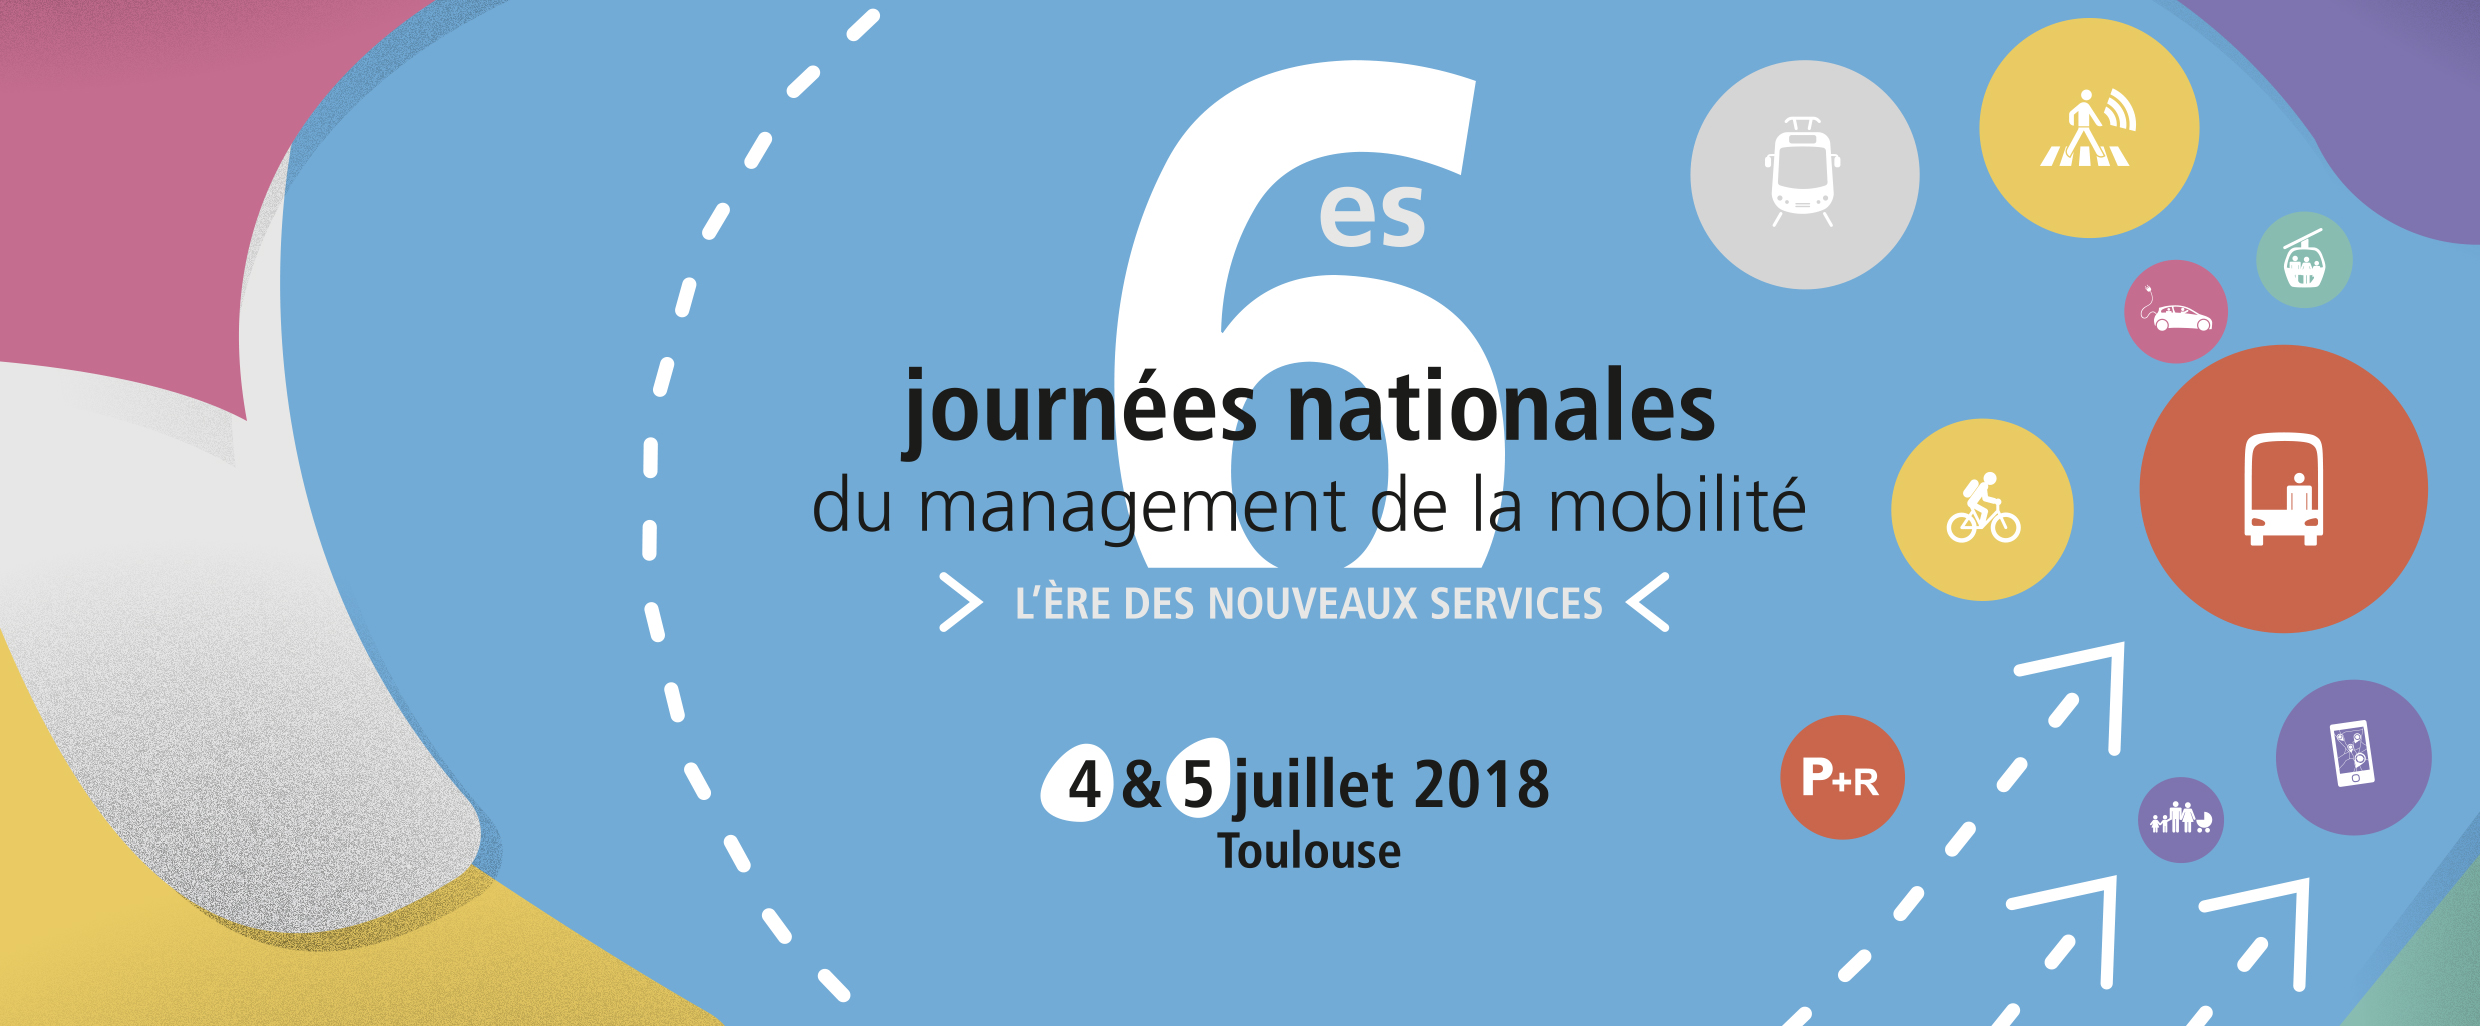 6es
journées nationales
du management de la mobilité
L'ÈRE DES NOUVEAUX SERVICES
4 & 5 juillet 2018
Toulouse
P+R